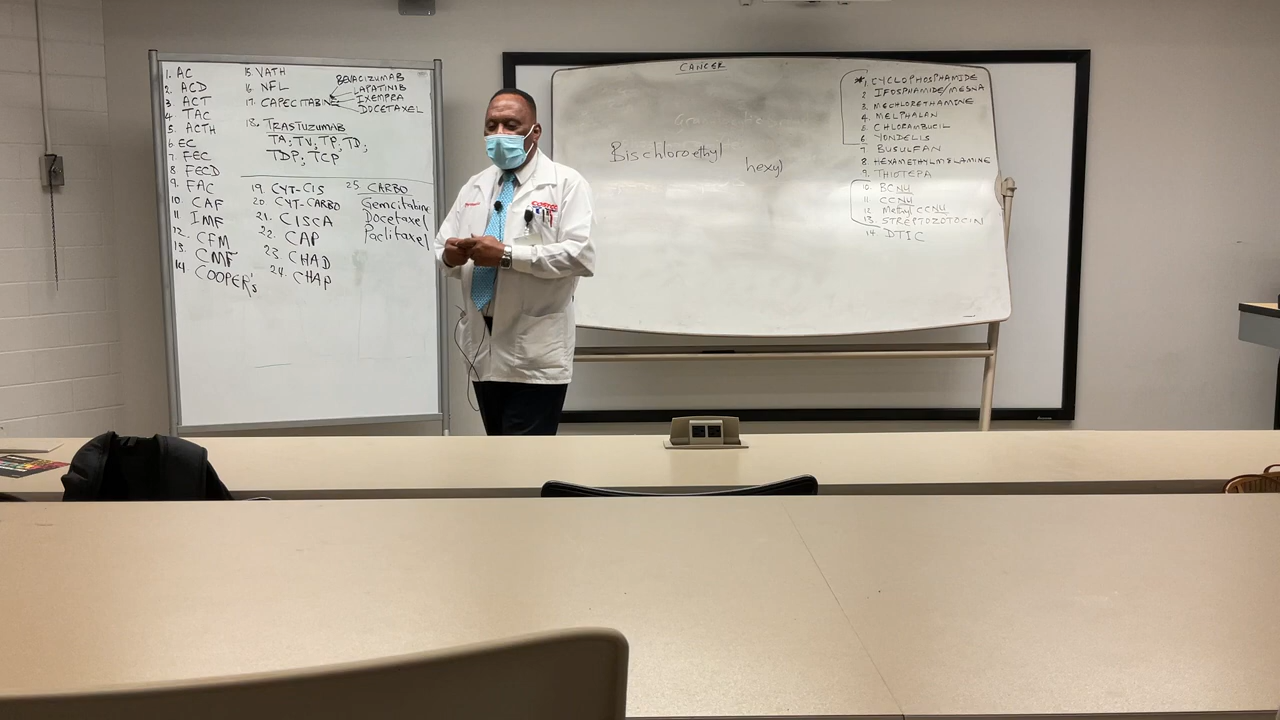 1. AC
2. ACD
3 ACT
4 TAC
5. ACTH
6 EC
7. FEC
8. FECD
9. FAC
10. CAF
11 IMF
12. CFM
13. CMF
14 COOPER's
15. VATH
16 NFL
17. CAPECITABINE
BEVACIZUMAB
LAPATINIB
IXEMPRA
DOCETAXEL
18. TRASTUZUMAB
TA; TV; TP; TD;
TDP; TCP
19. CYT-CIS
20. CYT-CARBO
21. CISCA
22. CAP
23. CHAD
24. CHAP
25 CARBO
Gemcitabine
Docetaxel
Paclitaxel
CANCER
Bischloroethyl
hexyl
*1 CYCLOPHOSPHAMIDE
2 IFOSPHAMIDE/MESNA
3. MECHLORETHAMINE
4. MELPHALAN
5 CHLORAMBUCIL
6 YONDELIS
7. BUSULFAN
8. HEXAMETHYLMELAMINE
9. THIOTEPA
10. BCNU
11. CCNU
12 Methyl CCNU
13. STREPTOZOTOCIN
14 DTIC